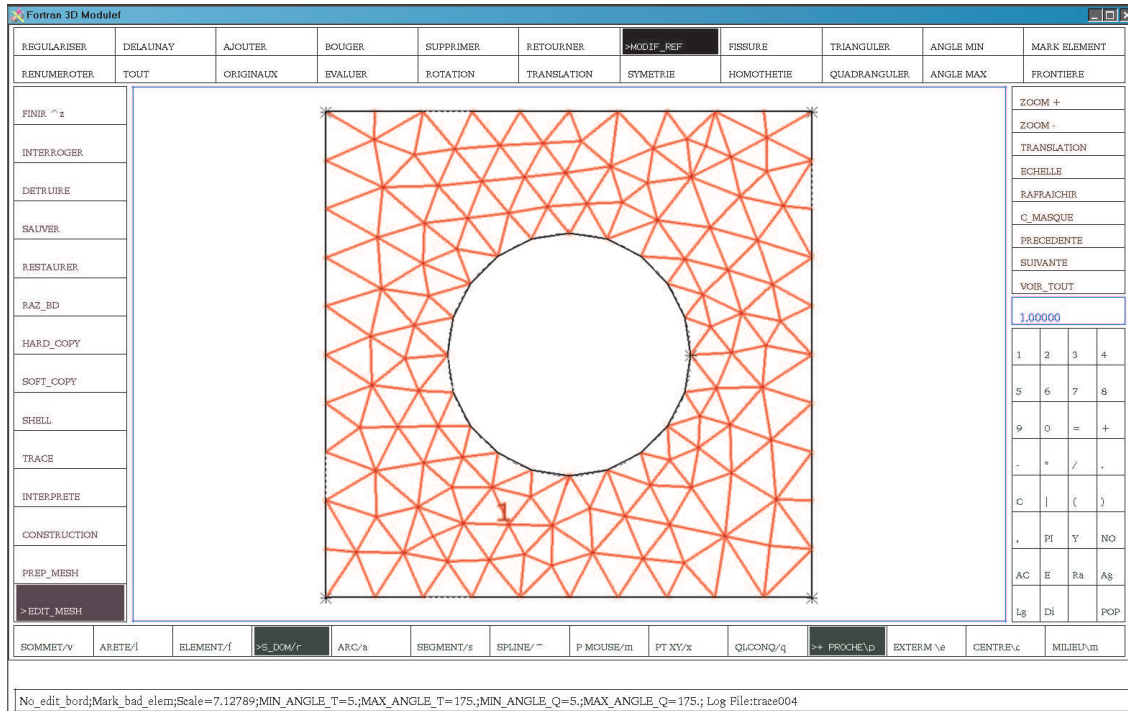 Fortran 3D Modulef
REGULARISER DELAUNAY AJOUTER BOUGER SUPPRIMER RETOURNER >MODIF_REF FISSURE TRIANGULER ANGLE MIN MARK ELEMENT
RENUMEROTER TOUT ORIGINAUX EVALUER ROTATION TRANSLATION SYMETRIE HOMOTHETIE QUADRANGULER ANGLE MAX FRONTIERE
FINIR ^z
INTERROGER
DETRUIRE
SAUVER
RESTAURER
RAZ_BD
HARD_COPY
SOFT_COPY
SHELL
TRACE
INTERPRETE
CONSTRUCTION
PREP_MESH
>EDIT_MESH
1
ZOOM +
ZOOM -
TRANSLATION
ECHELLE
RAFRAICHIR
C_MASQUE
PRECEDENTE
SUIVANTE
VOIR_TOUT
1.00000
1 2 3 4
5 6 7 8
9 0 = +
- * / .
C | ( )
, PI Y NO
AC E Ra Ag
Lg Di POP
SOMMET/v ARETE/l ELEMENT/f >S_DOM/r ARC/a SEGMENT/s SPLINE/~ P MOUSE/m PT XY/x QLCONQ/q >+ PROCHE\p EXTERM \e CENTRE\c MILIEU\m
No_edit_bord;Mark_bad_elem;Scale=7.12789;MIN_ANGLE_T=5.;MAX_ANGLE_T=175.;MIN_ANGLE_Q=5.;MAX_ANGLE_Q=175.; Log File:trace004